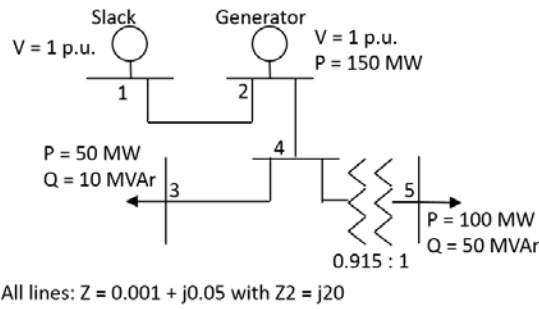 Slack
Generator
V = 1 p.u.
V = 1 p.u.
P = 150 MW
1
2
4
P = 50 MW
Q = 10 MVAr
3
5
P = 100 MW
Q = 50 MVAr
0.915 : 1
All lines: Z = 0.001 + j0.05 with Z2 = j20